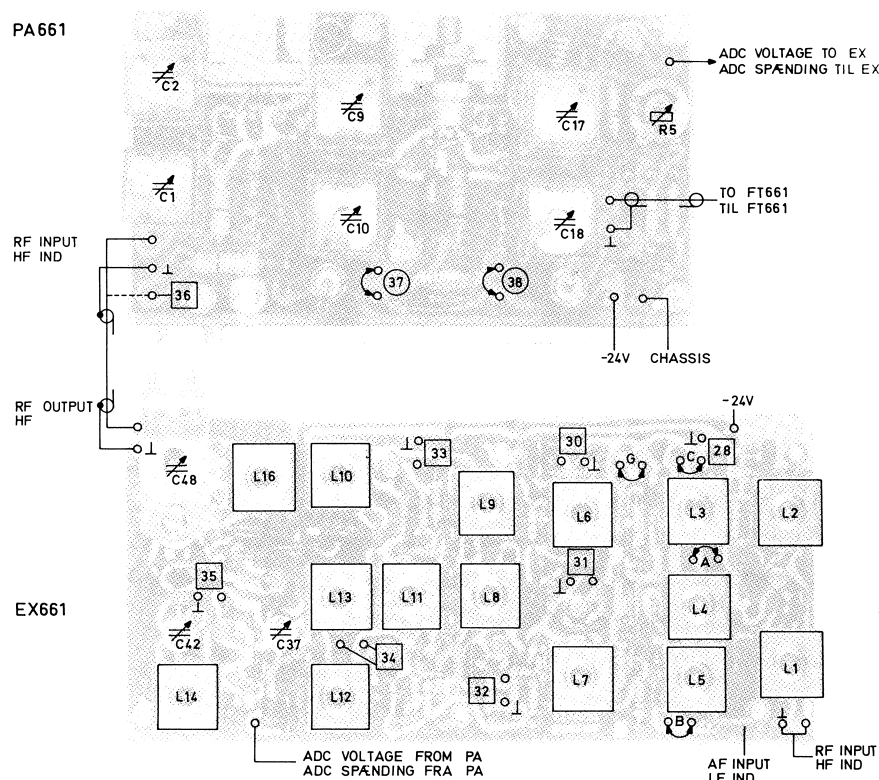 PA661
ADC VOLTAGE TO EX
ADC SPÆNDING TIL EX
C2
C9
C17
R5
C1
C10
C18
TO FT661
TIL FT661
RF INPUT
HF IND
36
37
38
-24V
CHASSIS
RF OUTPUT
HF
-24V
C48
L16
L10
33
30
G
C
28
L9
L6
L3
L2
A
35
31
L13
L11
L8
L4
EX661
C42
C37
34
L14
L12
32
L7
L5
L1
B
ADC VOLTAGE FROM PA
ADC SPÆNDING FRA PA
AF INPUT
LF IND
RF INPUT
HF IND